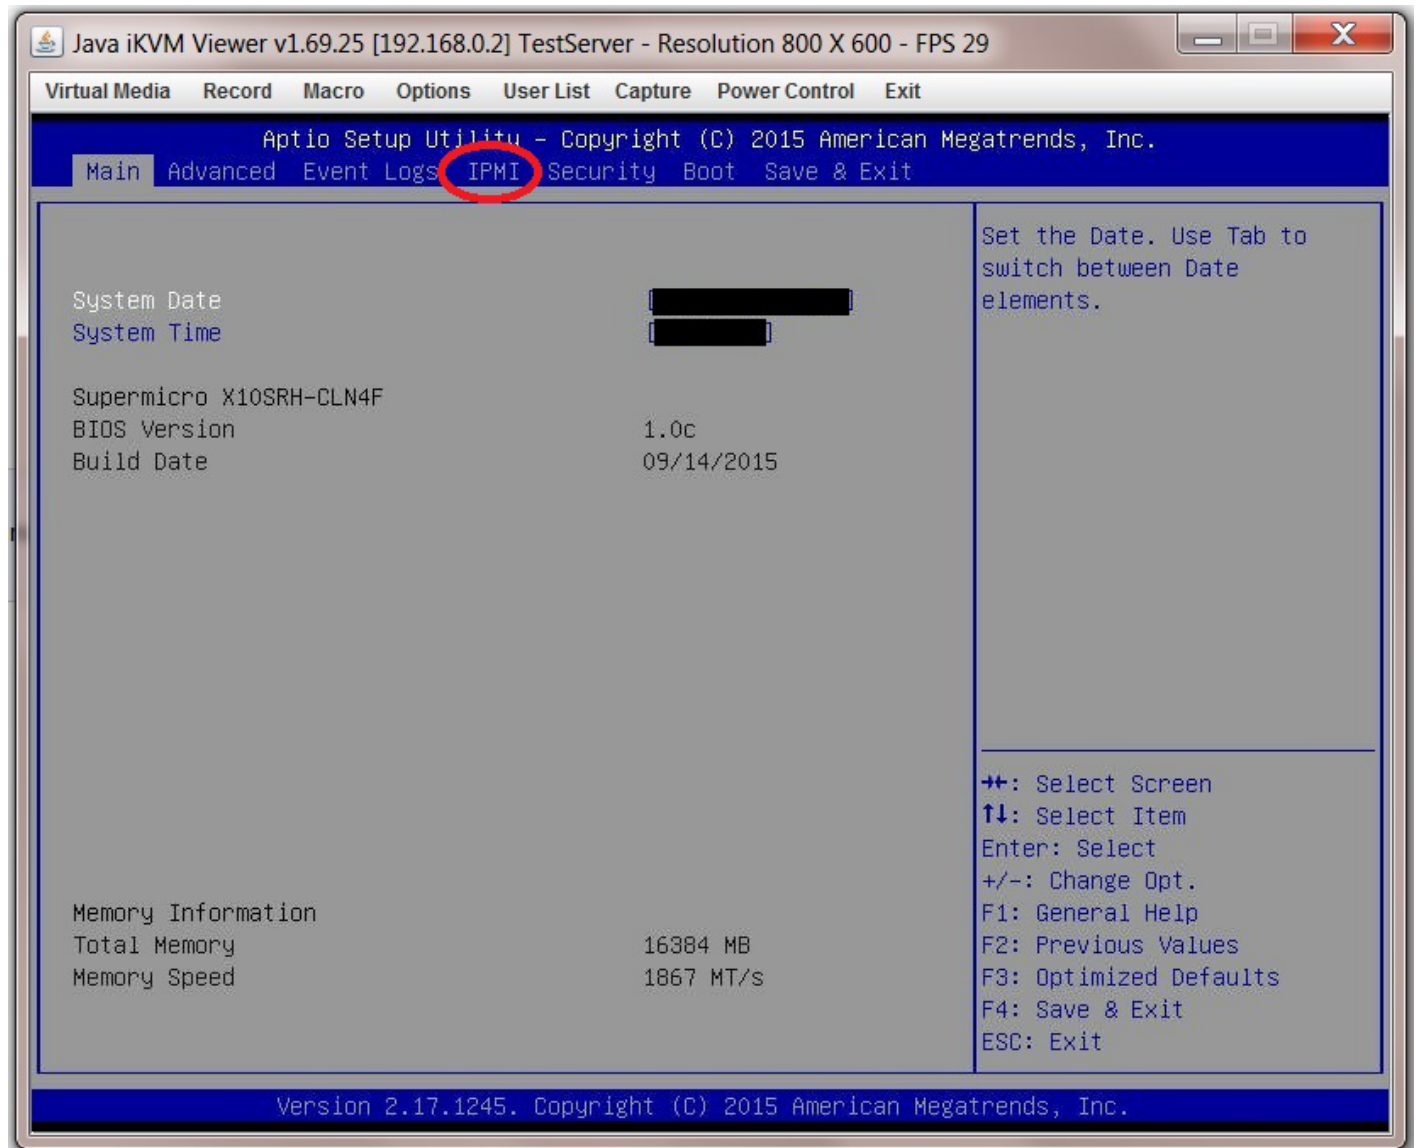 Java iKVM Viewer v1.69.25 [192.168.0.2] TestServer - Resolution 800 X 600 - FPS 29
Virtual Media Record Macro Options User List Capture Power Control Exit
Aptio Setup Utility – Copyright (C) 2015 American Megatrends, Inc.
Main Advanced Event Logs IPMI Security Boot Save & Exit
System Date [ ]
System Time [ ]
Supermicro X10SRH-CLN4F
BIOS Version 1.0c
Build Date 09/14/2015
Memory Information
Total Memory 16384 MB
Memory Speed 1867 MT/s
Set the Date. Use Tab to
switch between Date
elements.
→←: Select Screen
↑↓: Select Item
Enter: Select
+/-: Change Opt.
F1: General Help
F2: Previous Values
F3: Optimized Defaults
F4: Save & Exit
ESC: Exit
Version 2.17.1245. Copyright (C) 2015 American Megatrends, Inc.